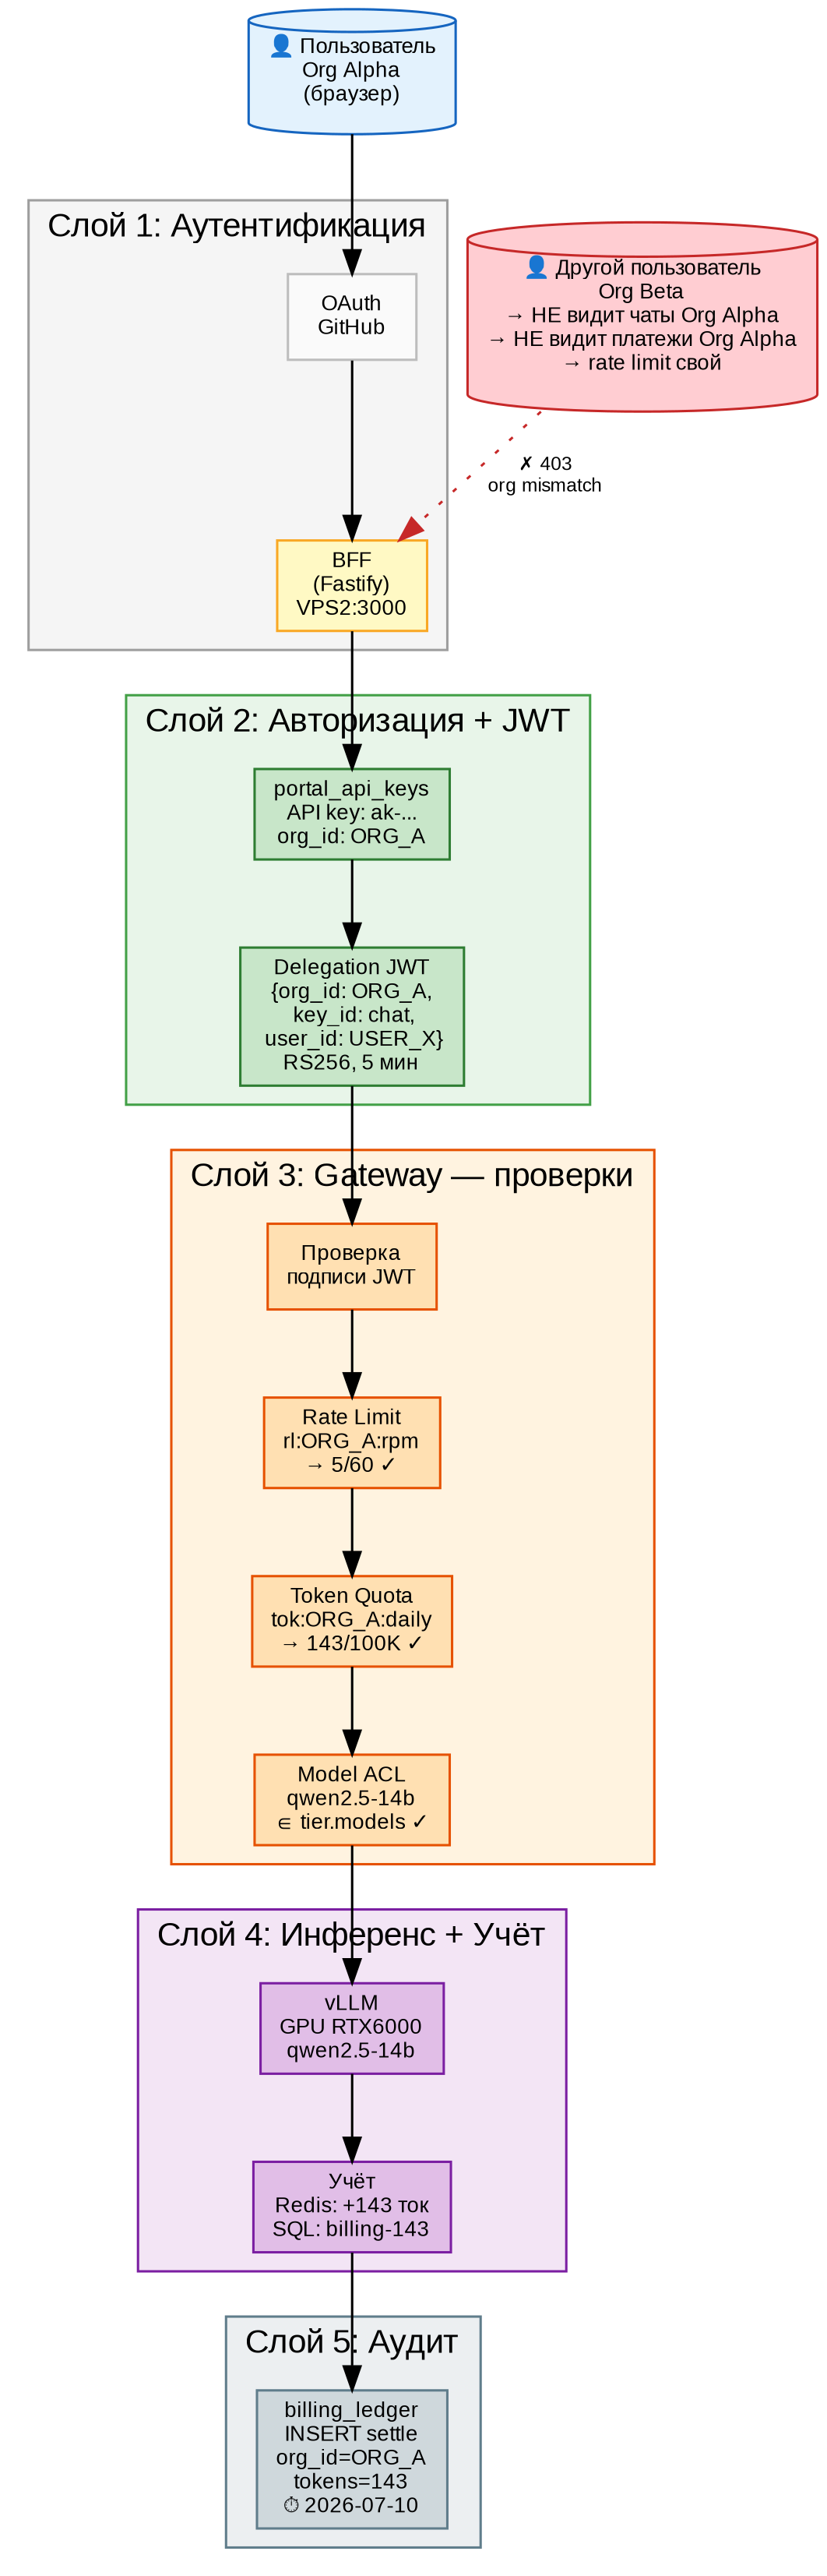 👤 Пользователь
Org Alpha
(браузер)
Слой 1: Аутентификация
OAuth
GitHub
👤 Другой пользователь
Org Beta
→ НЕ видит чаты Org Alpha
→ НЕ видит платежи Org Alpha
→ rate limit свой
✗ 403
org mismatch
BFF
(Fastify)
VPS2:3000
Слой 2: Авторизация + JWT
portal_api_keys
API key: ak-...
org_id: ORG_A
Delegation JWT
{org_id: ORG_A,
key_id: chat,
user_id: USER_X}
RS256, 5 мин
Слой 3: Gateway — проверки
Проверка
подписи JWT
Rate Limit
rl:ORG_A:rpm
→ 5/60 ✓
Token Quota
tok:ORG_A:daily
→ 143/100K ✓
Model ACL
qwen2.5-14b
∈ tier.models ✓
Слой 4: Инференс + Учёт
vLLM
GPU RTX6000
qwen2.5-14b
Учёт
Redis: +143 ток
SQL: billing-143
Слой 5: Аудит
billing_ledger
INSERT settle
org_id=ORG_A
tokens=143
⏱ 2026-07-10